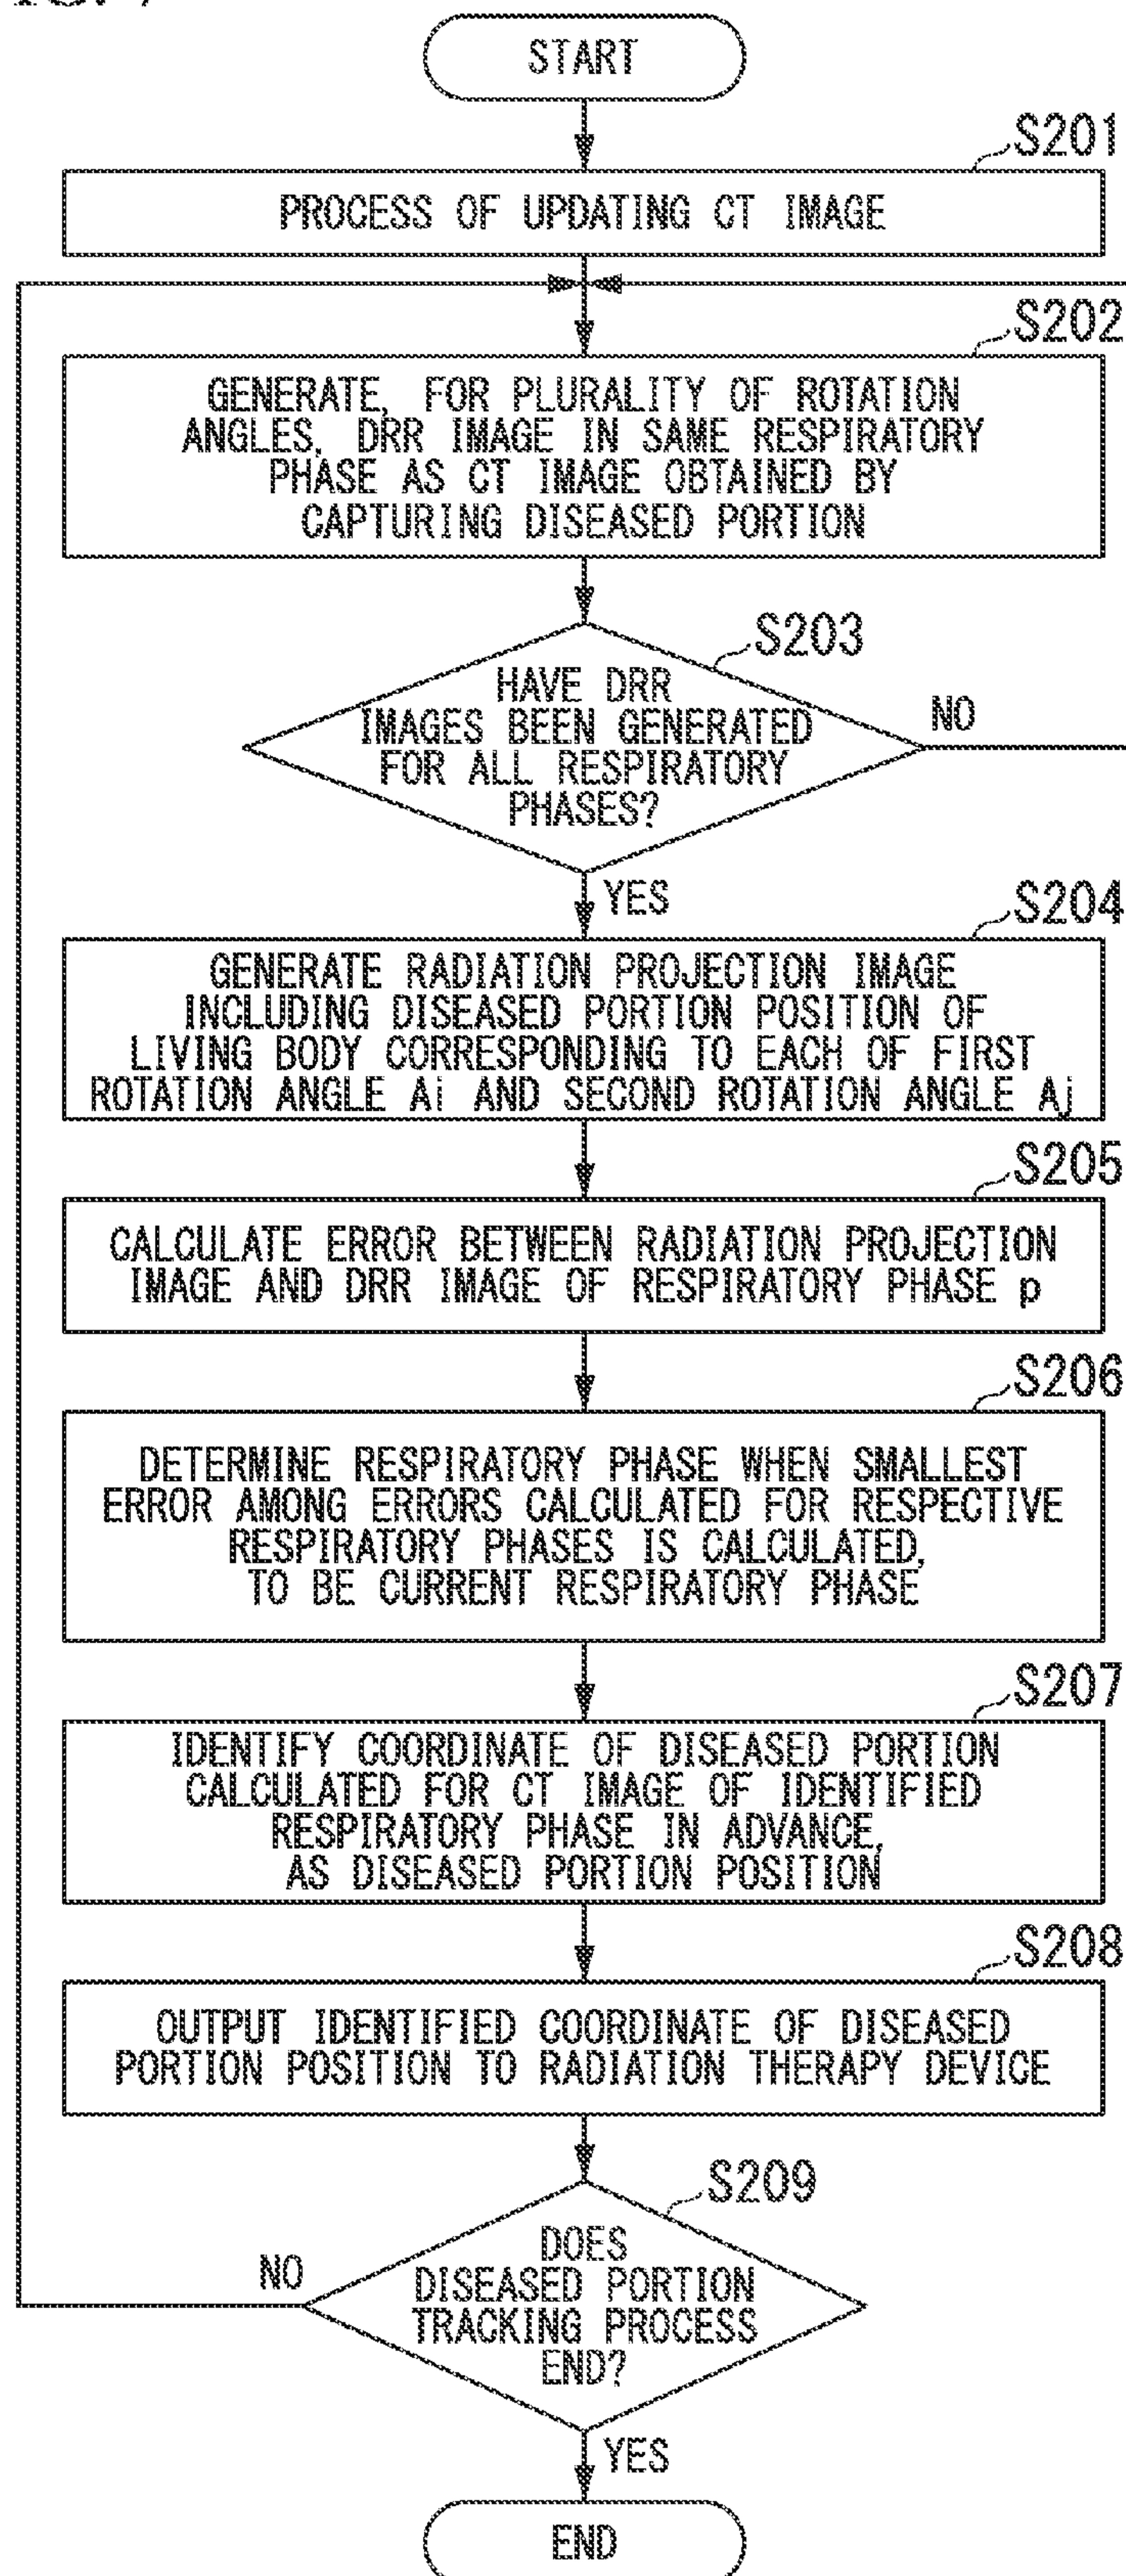 START
S201
PROCESS OF UPDATING CT IMAGE
S202
GENERATE, FOR PLURALITY OF ROTATION
ANGLES, DRR IMAGE IN SAME RESPIRATORY
PHASE AS CT IMAGE OBTAINED BY
CAPTURING DISEASED PORTION
S203
HAVE DRR
IMAGES BEEN GENERATED
FOR ALL RESPIRATORY
PHASES?
NO
YES
S204
GENERATE RADIATION PROJECTION IMAGE
INCLUDING DISEASED PORTION POSITION OF
LIVING BODY CORRESPONDING TO EACH OF FIRST
ROTATION ANGLE Ai AND SECOND ROTATION ANGLE Aj
S205
CALCULATE ERROR BETWEEN RADIATION PROJECTION
IMAGE AND DRR IMAGE OF RESPIRATORY PHASE p
S206
DETERMINE RESPIRATORY PHASE WHEN SMALLEST
ERROR AMONG ERRORS CALCULATED FOR RESPECTIVE
RESPIRATORY PHASES IS CALCULATED,
TO BE CURRENT RESPIRATORY PHASE
S207
IDENTIFY COORDINATE OF DISEASED PORTION
CALCULATED FOR CT IMAGE OF IDENTIFIED
RESPIRATORY PHASE IN ADVANCE,
AS DISEASED PORTION POSITION
S208
OUTPUT IDENTIFIED COORDINATE OF DISEASED
PORTION POSITION TO RADIATION THERAPY DEVICE
S209
DOES
DISEASED PORTION
TRACKING PROCESS
END?
NO
YES
END